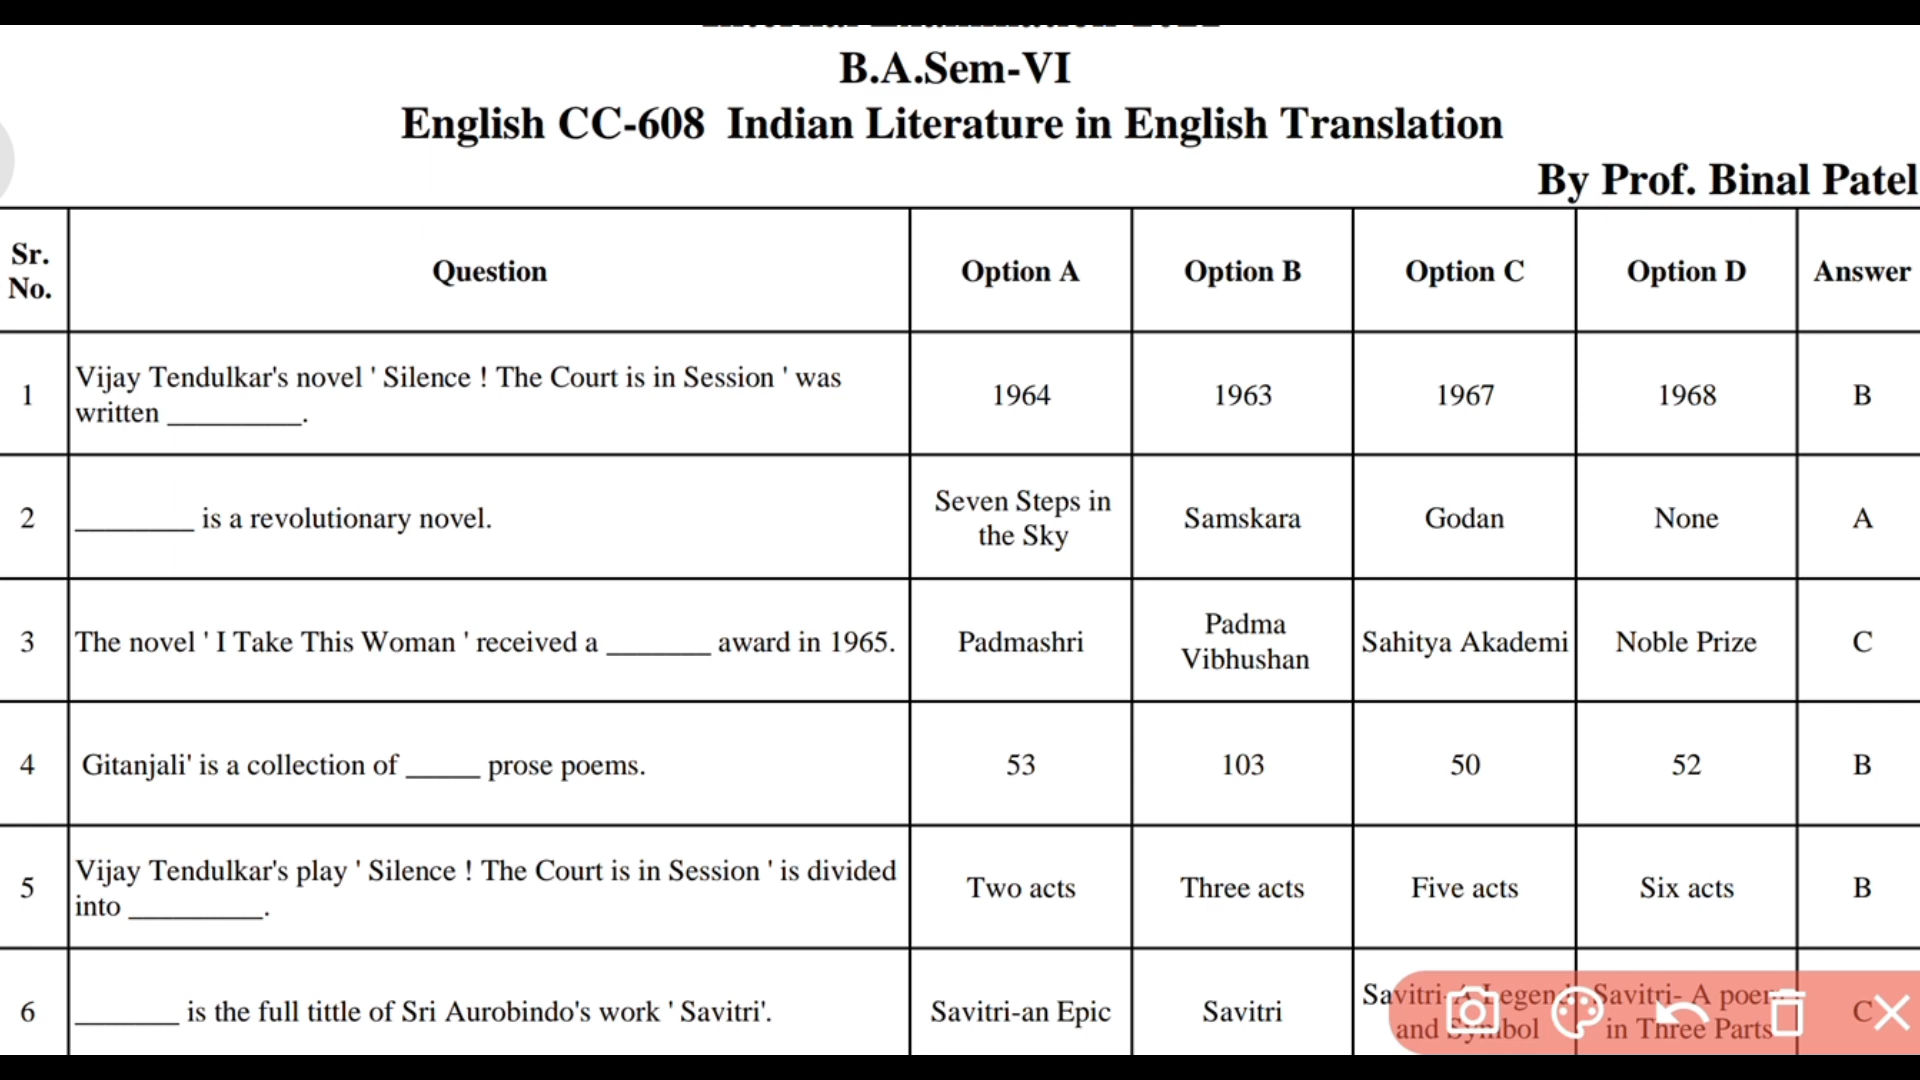 B.A.Sem-VI
English CC-608 Indian Literature in English Translation
By Prof. Binal Patel
Sr. No. Question Option A Option B Option C Option D Answer
1 Vijay Tendulkar's novel ' Silence ! The Court is in Session ' was written _________. 1964 1963 1967 1968 B
2 ________ is a revolutionary novel. Seven Steps in the Sky Samskara Godan None A
3 The novel ' I Take This Woman ' received a _______ award in 1965. Padmashri Padma Vibhushan Sahitya Akademi Noble Prize C
4 Gitanjali' is a collection of _____ prose poems. 53 103 50 52 B
5 Vijay Tendulkar's play ' Silence ! The Court is in Session ' is divided into _________. Two acts Three acts Five acts Six acts B
6 _______ is the full tittle of Sri Aurobindo's work ' Savitri'. Savitri-an Epic Savitri Savitri-A Legend and Symbol Savitri- A poem in Three Parts C